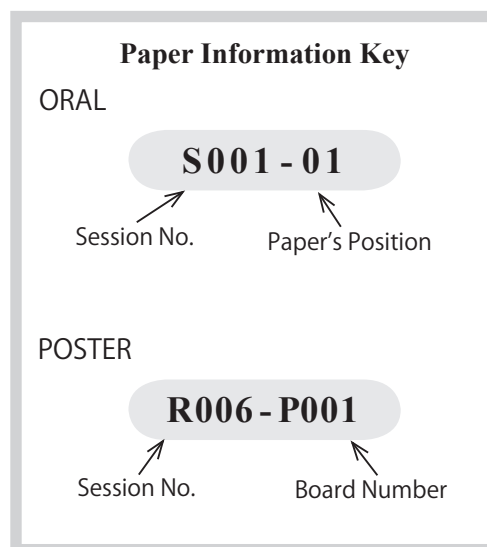 Paper Information Key
ORAL
S001-01
Session No. Paper’s Position
POSTER
R006-P001
Session No. Board Number